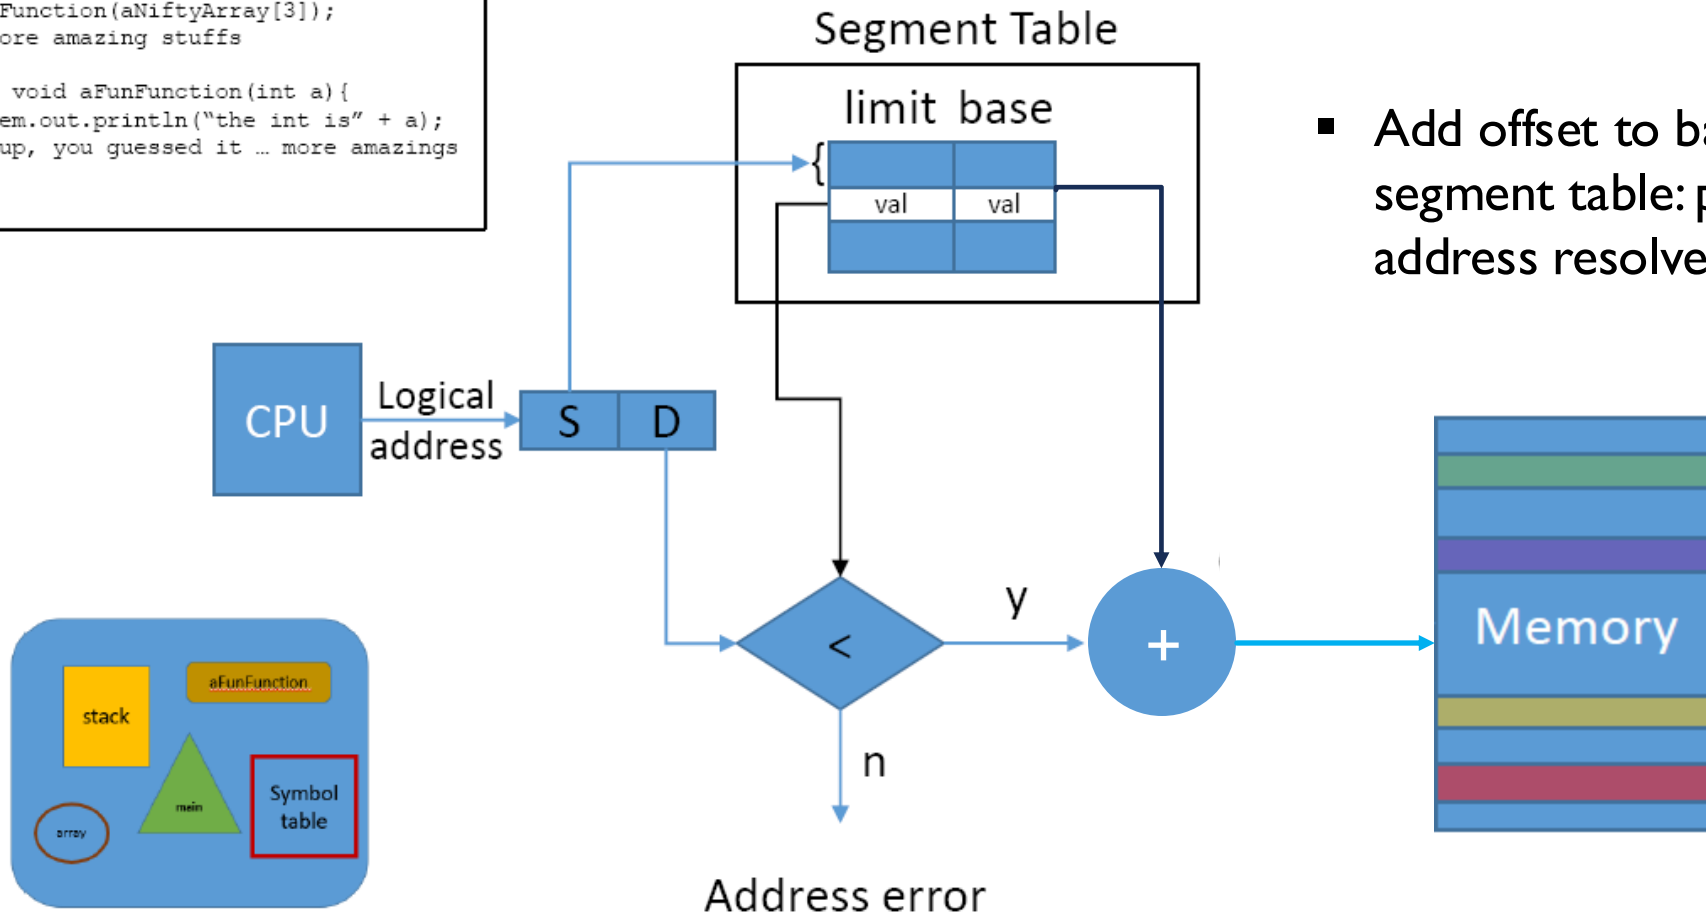 Function(aNiftyArray[3]);
ore amazing stuffs
void aFunFunction(int a){
em.out.println(“the int is” + a);
up, you guessed it … more amazings
Segment Table
limit base
{
val val
Add offset to ba
segment table: p
address resolve
CPU
Logical
address
S D
<
y
+
n
Address error
Memory
stack
aFunFunction
main
Symbol
table
array